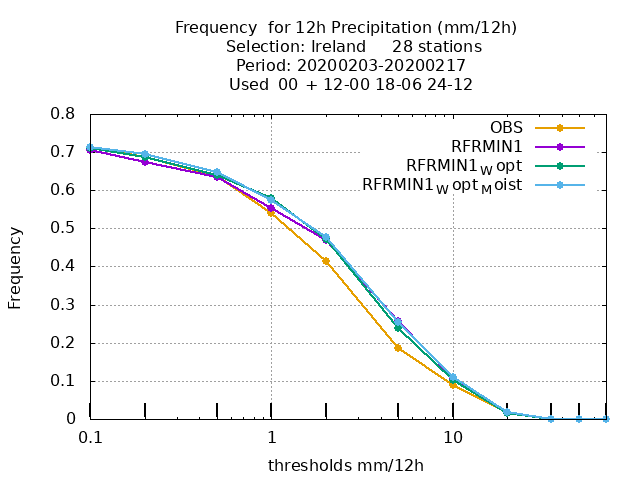 Frequency  for 12h Precipitation (mm/12h)
Selection: Ireland     28 stations
Period: 20200203-20200217
Used  00  + 12-00 18-06 24-12
OBS
RFRMIN1
RFRMIN1_W opt
RFRMIN1_W opt_M oist
Frequency
0.8
0.7
0.6
0.5
0.4
0.3
0.2
0.1
0
0.1 1 10
thresholds mm/12h